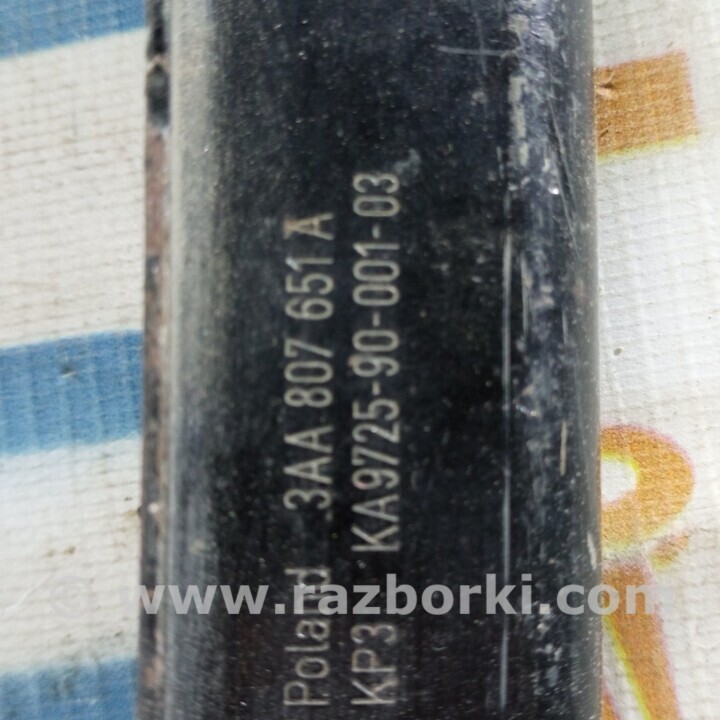 Poland 3AA 807 651 A
KP3 KA9725-90-001-03
www.razborki.com